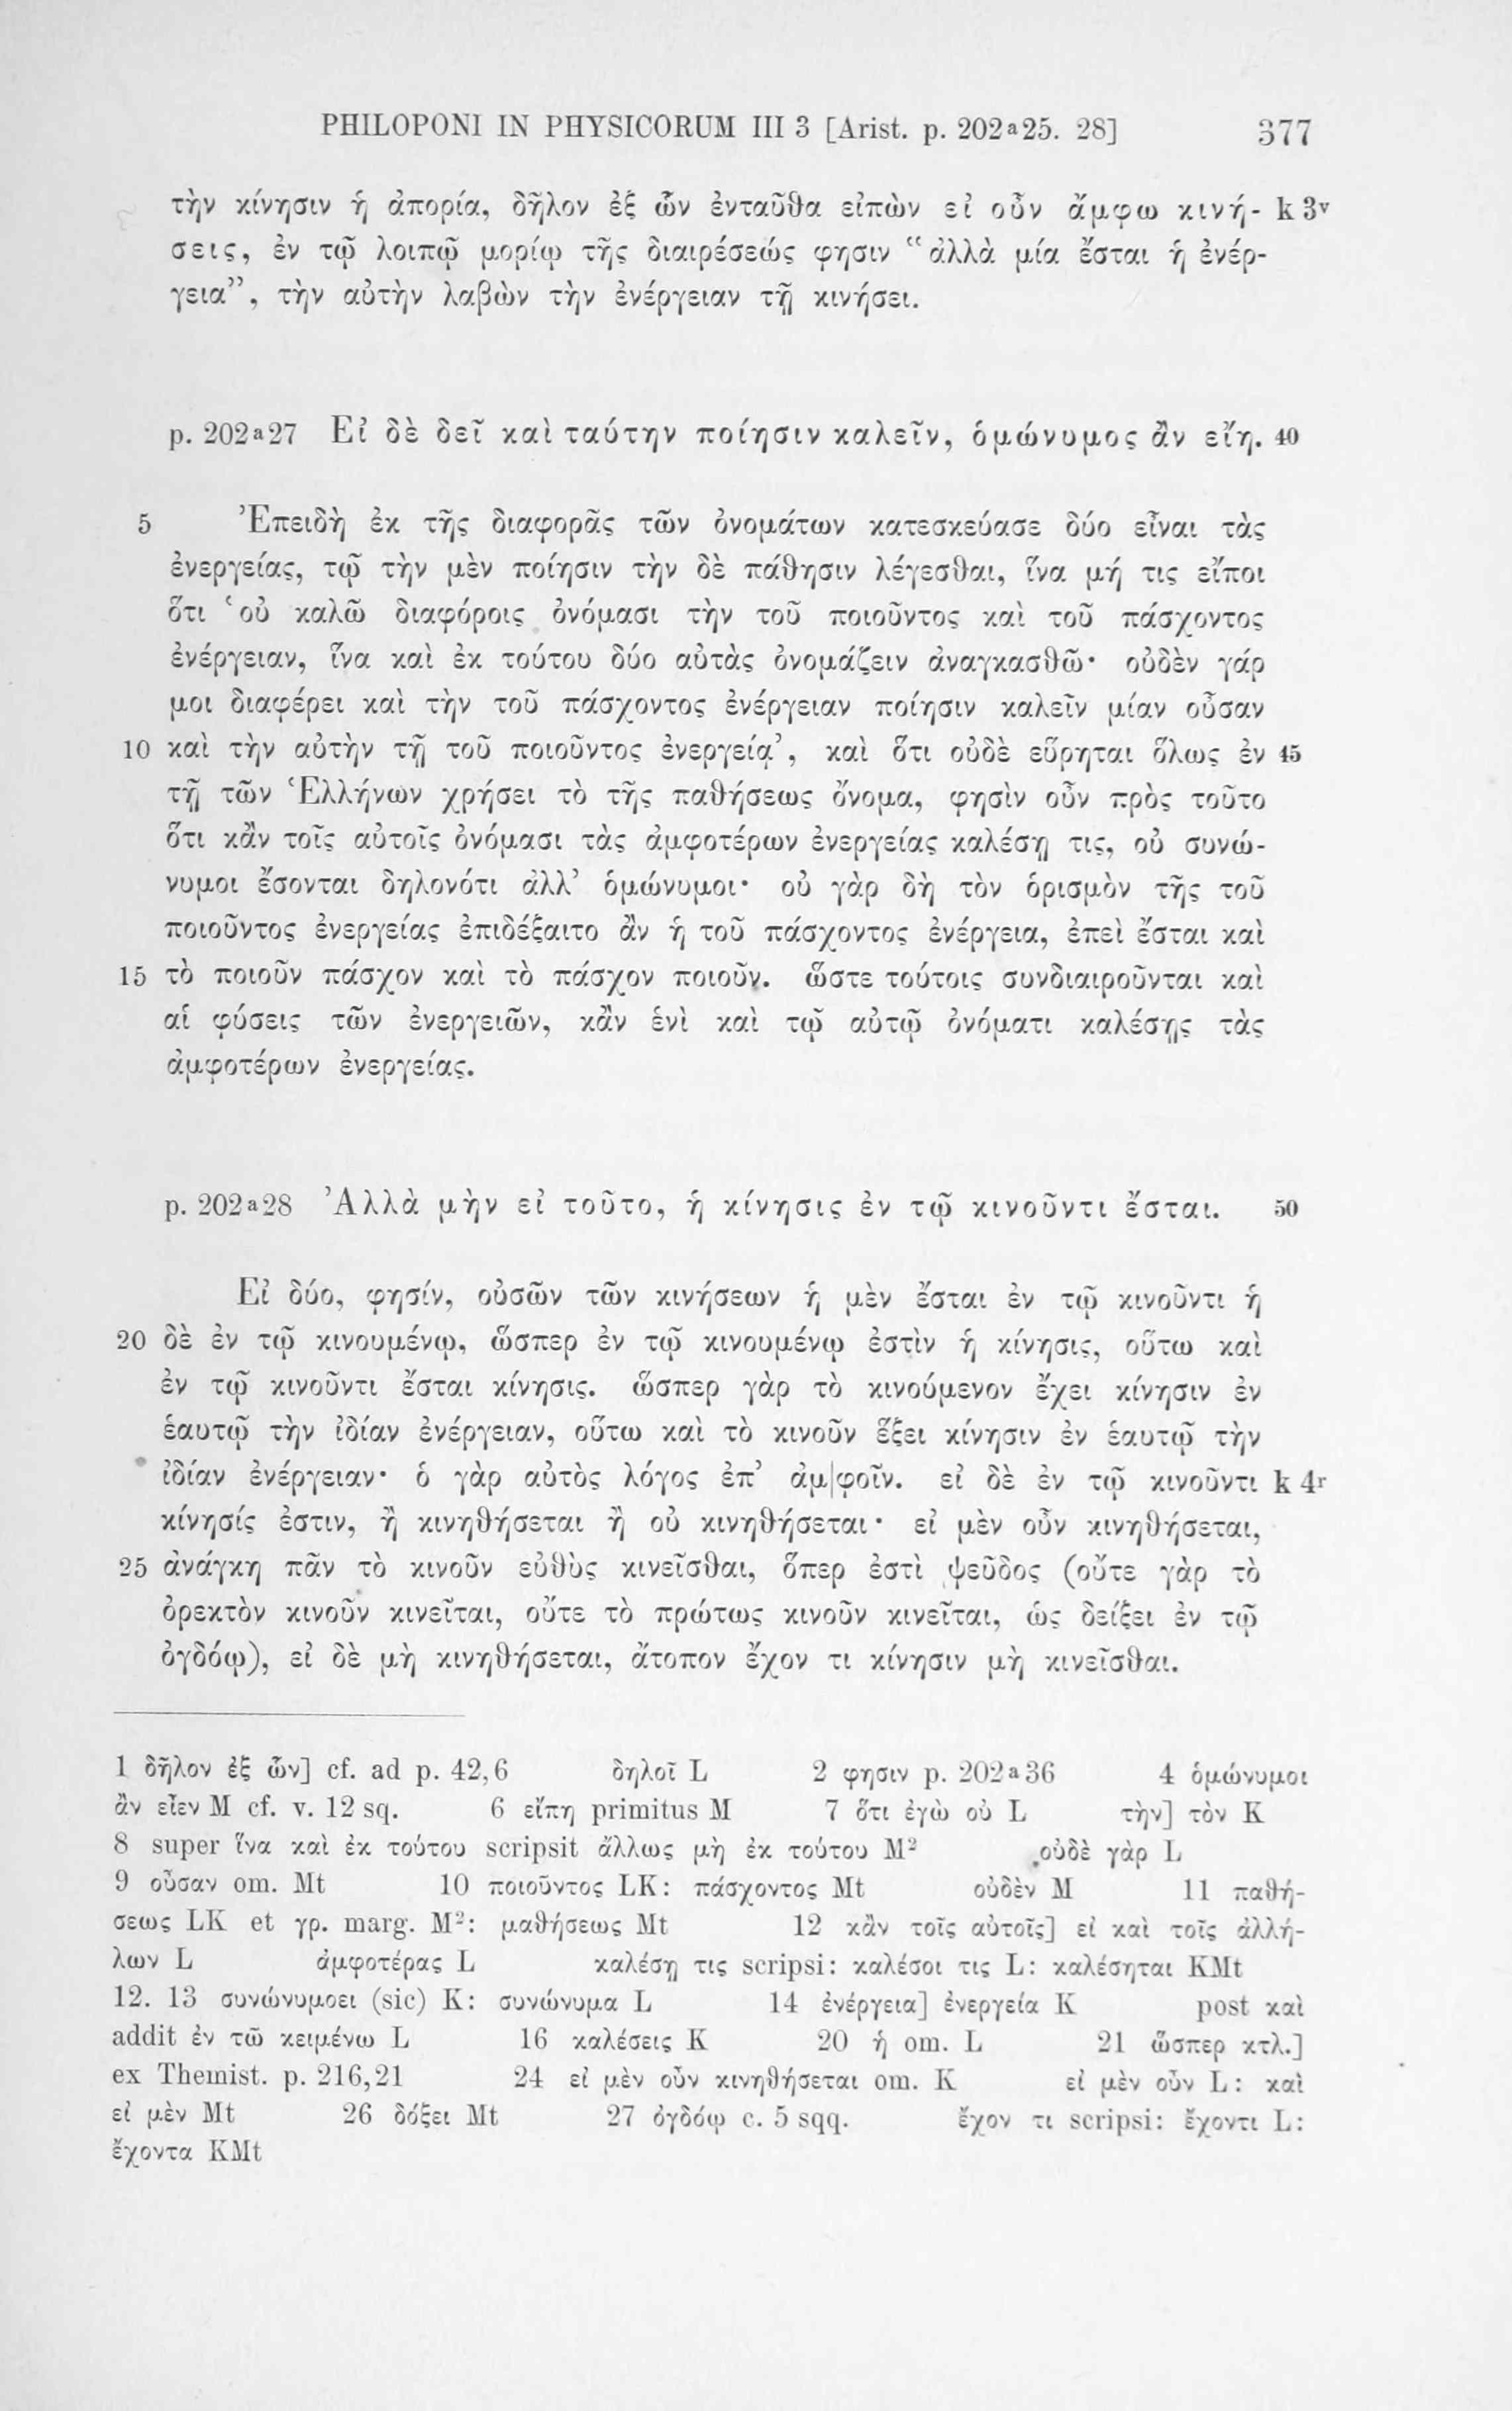 PHILOPONI IN PHYSICORUM III 3 [Arist. p. 202ᵃ25. 28] 377
τὴν κίνησιν ἡ ἀπορία, δῆλον ἐξ ὧν ἐνταῦθα εἰπὼν εἰ οὖν ἄμφω κινή- k 3ᵛ
σεις, ἐν τῷ λοιπῷ μορίῳ τῆς διαιρέσεώς φησιν “ἀλλὰ μία ἔσται ἡ ἐνέρ-
γεια”, τὴν αὐτὴν λαβὼν τὴν ἐνέργειαν τῇ κινήσει.
p. 202ᵃ27 Εἰ δὲ δεῖ καὶ ταύτην ποίησιν καλεῖν, ὁμώνυμος ἂν εἴη. 40
5 Ἐπειδὴ ἐκ τῆς διαφορᾶς τῶν ὀνομάτων κατεσκεύασε δύο εἶναι τὰς
ἐνεργείας, τῷ τὴν μὲν ποίησιν τὴν δὲ πάθησιν λέγεσθαι, ἵνα μή τις εἴποι
ὅτι ‘οὐ καλῶ διαφόροις ὀνόμασι τὴν τοῦ ποιοῦντος καὶ τοῦ πάσχοντος
ἐνέργειαν, ἵνα καὶ ἐκ τούτου δύο αὐτὰς ὀνομάζειν ἀναγκασθῶ· οὐδὲν γάρ
μοι διαφέρει καὶ τὴν τοῦ πάσχοντος ἐνέργειαν ποίησιν καλεῖν μίαν οὖσαν
10 καὶ τὴν αὐτὴν τῇ τοῦ ποιοῦντος ἐνεργείᾳ’, καὶ ὅτι οὐδὲ εὕρηται ὅλως ἐν 45
τῇ τῶν Ἑλλήνων χρήσει τὸ τῆς παθήσεως ὄνομα, φησὶν οὖν πρὸς τοῦτο
ὅτι κἂν τοῖς αὐτοῖς ὀνόμασι τὰς ἀμφοτέρων ἐνεργείας καλέσῃ τις, οὐ συνώ-
νυμοι ἔσονται δηλονότι ἀλλ’ ὁμώνυμοι· οὐ γὰρ δὴ τὸν ὁρισμὸν τῆς τοῦ
ποιοῦντος ἐνεργείας ἐπιδέξαιτο ἂν ἡ τοῦ πάσχοντος ἐνέργεια, ἐπεὶ ἔσται καὶ
15 τὸ ποιοῦν πάσχον καὶ τὸ πάσχον ποιοῦν. ὥστε τούτοις συνδιαιροῦνται καὶ
αἱ φύσεις τῶν ἐνεργειῶν, κἂν ἑνὶ καὶ τῷ αὐτῷ ὀνόματι καλέσῃς τὰς
ἀμφοτέρων ἐνεργείας.
p. 202ᵃ28 Ἀλλὰ μὴν εἰ τοῦτο, ἡ κίνησις ἐν τῷ κινοῦντι ἔσται. 50
Εἰ δύο, φησίν, οὐσῶν τῶν κινήσεων ἡ μὲν ἔσται ἐν τῷ κινοῦντι ἡ
20 δὲ ἐν τῷ κινουμένῳ, ὥσπερ ἐν τῷ κινουμένῳ ἐστὶν ἡ κίνησις, οὕτω καὶ
ἐν τῷ κινοῦντι ἔσται κίνησις. ὥσπερ γὰρ τὸ κινούμενον ἔχει κίνησιν ἐν
ἑαυτῷ τὴν ἰδίαν ἐνέργειαν, οὕτω καὶ τὸ κινοῦν ἕξει κίνησιν ἐν ἑαυτῷ τὴν
ἰδίαν ἐνέργειαν· ὁ γὰρ αὐτὸς λόγος ἐπ’ ἀμ|φοῖν. εἰ δὲ ἐν τῷ κινοῦντι k 4ʳ
κίνησίς ἐστιν, ἢ κινηθήσεται ἢ οὐ κινηθήσεται· εἰ μὲν οὖν κινηθήσεται,
25 ἀνάγκη πᾶν τὸ κινοῦν εὐθὺς κινεῖσθαι, ὅπερ ἐστὶ ψεῦδος (οὔτε γὰρ τὸ
ὀρεκτὸν κινοῦν κινεῖται, οὔτε τὸ πρώτως κινοῦν κινεῖται, ὡς δείξει ἐν τῷ
ὀγδόῳ), εἰ δὲ μὴ κινηθήσεται, ἄτοπον ἔχον τι κίνησιν μὴ κινεῖσθαι.
1 δῆλον ἐξ ὧν] cf. ad p. 42,6 δηλοῖ L 2 φησιν p. 202ᵃ36 4 ὁμώνυμοι
ἂν εἶεν M cf. v. 12 sq. 6 εἴπη primitus M 7 ὅτι ἐγὼ οὐ L τὴν] τὸν K
8 super ἵνα καὶ ἐκ τούτου scripsit ἄλλως μὴ ἐκ τούτου M² οὐδὲ γὰρ L
9 οὖσαν om. Mt 10 ποιοῦντος LK: πάσχοντος Mt οὐδὲν M 11 παθή-
σεως LK et γρ. marg. M²: μαθήσεως Mt 12 κἂν τοῖς αὐτοῖς] εἰ καὶ τοῖς ἀλλή-
λων L ἀμφοτέρας L καλέσῃ τις scripsi: καλέσοι τις L: καλέσηται KMt
12. 13 συνώνυμοει (sic) K: συνώνυμα L 14 ἐνέργεια] ἐνεργεία K post καὶ
addit ἐν τῶ κειμένω L 16 καλέσεις K 20 ἡ om. L 21 ὥσπερ κτλ.]
ex Themist. p. 216,21 24 εἰ μὲν οὖν κινηθήσεται om. K εἰ μὲν οὖν L: καὶ
εἰ μὲν Mt 26 δόξει Mt 27 ὀγδόῳ c. 5 sqq. ἔχον τι scripsi: ἔχοντι L:
ἔχοντα KMt